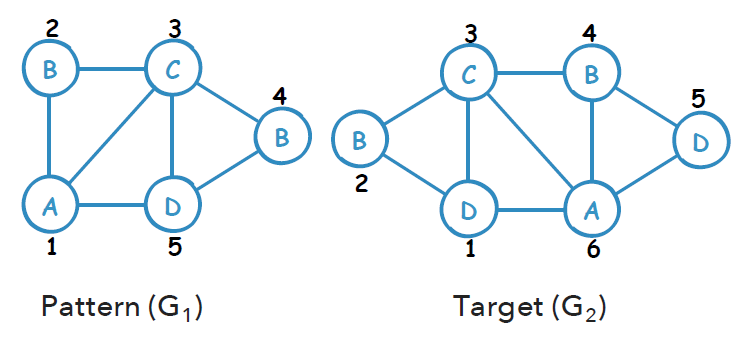 2 3
B C
4
B
A D
1 5
Pattern (G₁)
3 4
C B
5
B D
2
D A
1 6
Target (G₂)